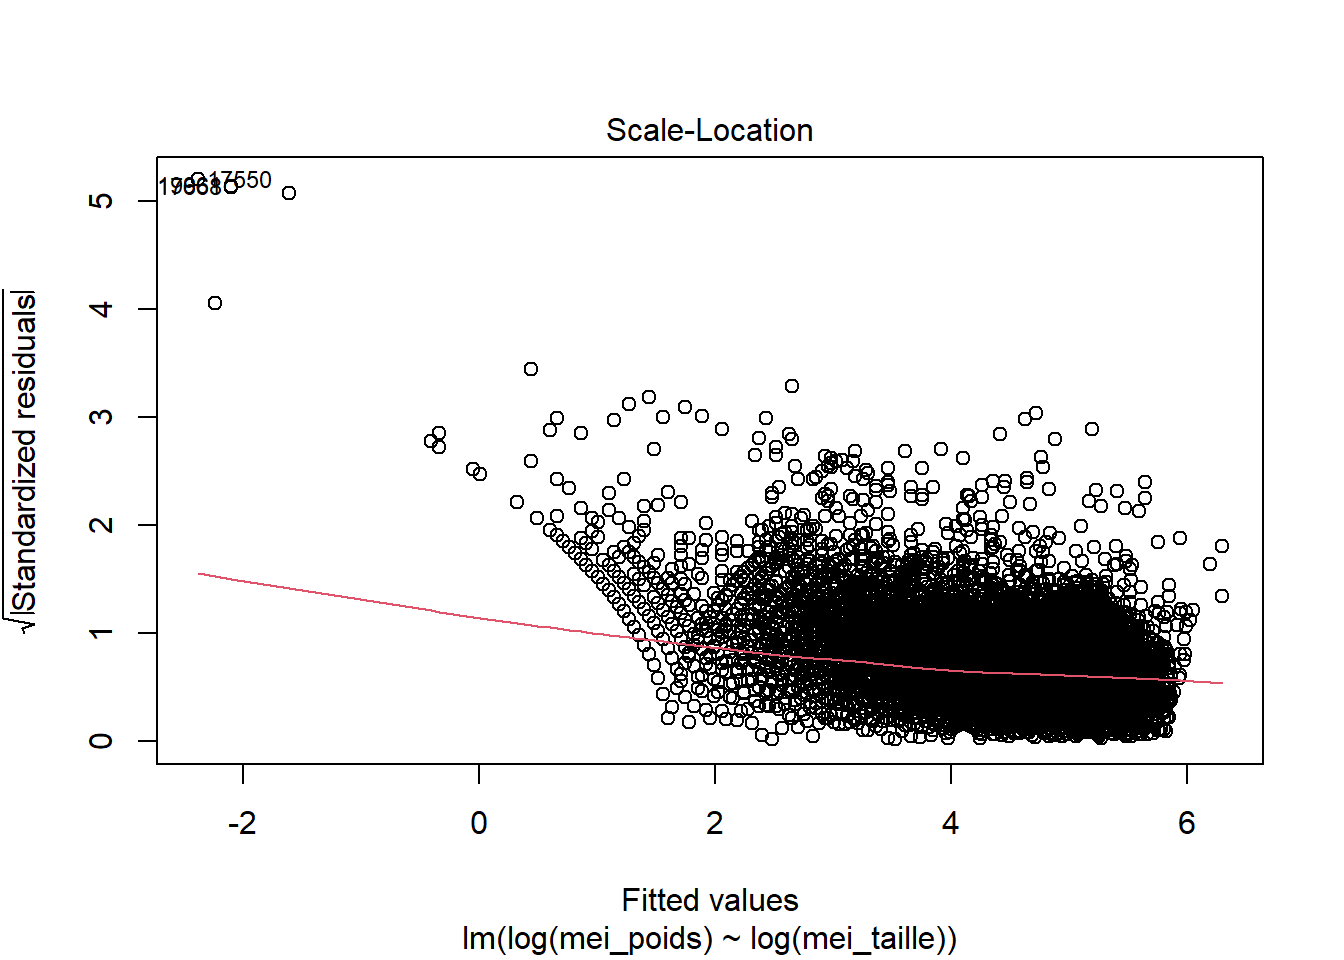 Scale-Location
17550
5
4
3
2
1
0
√|Standardized residuals|
-2 0 2 4 6
Fitted values
lm(log(mei_poids) ~ log(mei_taille))